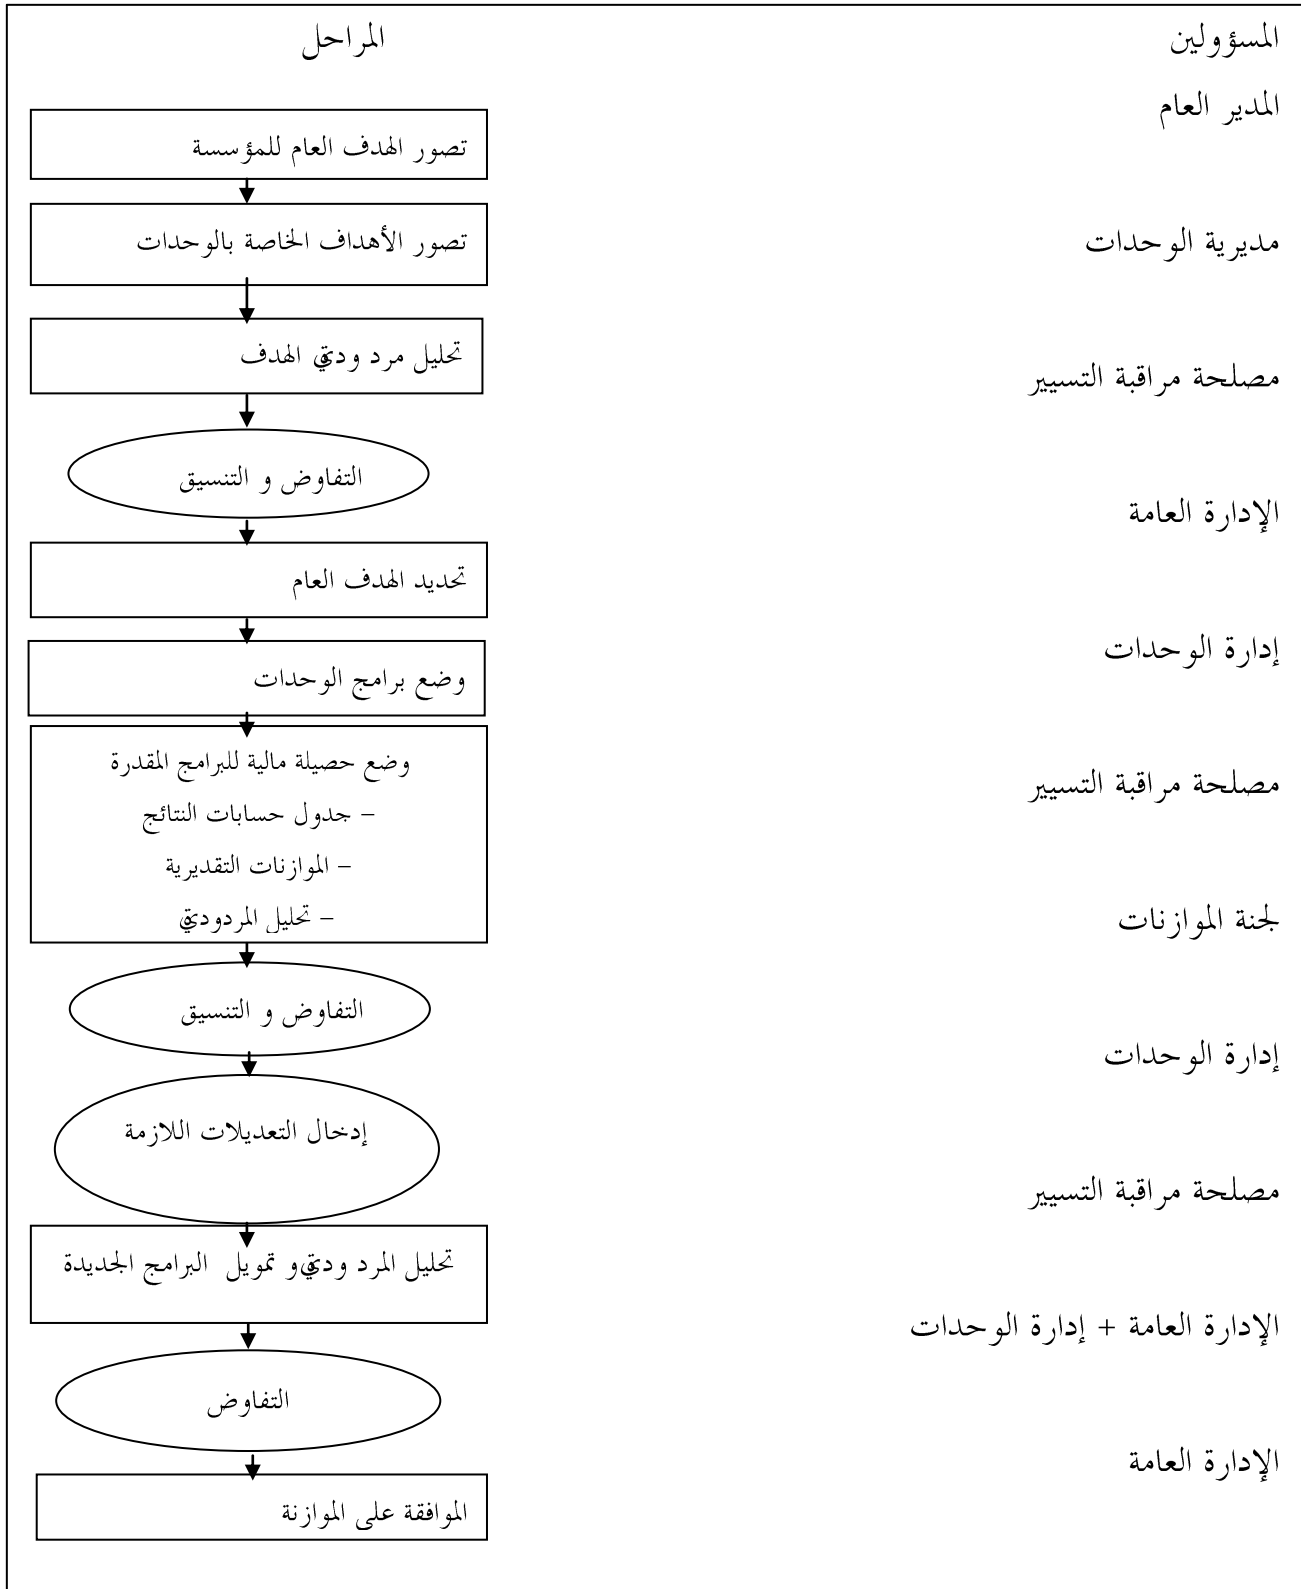 المسؤولين
المراحل
المدير العام
تصور الهدف العام للمؤسسة
مديرية الوحدات
تصور الأهداف الخاصة بالوحدات
مصلحة مراقبة التسيير
تحليل مرد ودية الهدف
التفاوض و التنسيق
الإدارة العامة
تحديد الهدف العام
إدارة الوحدات
وضع برامج الوحدات
مصلحة مراقبة التسيير
وضع حصيلة مالية للبرامج المقدرة
– جدول حسابات النتائج
– الموازنات التقديرية
– تحليل المردودية
لجنة الموازنات
التفاوض و التنسيق
إدارة الوحدات
إدخال التعديلات اللازمة
مصلحة مراقبة التسيير
تحليل المرد ودية و تمويل البرامج الجديدة
الإدارة العامة + إدارة الوحدات
التفاوض
الإدارة العامة
الموافقة على الموازنة